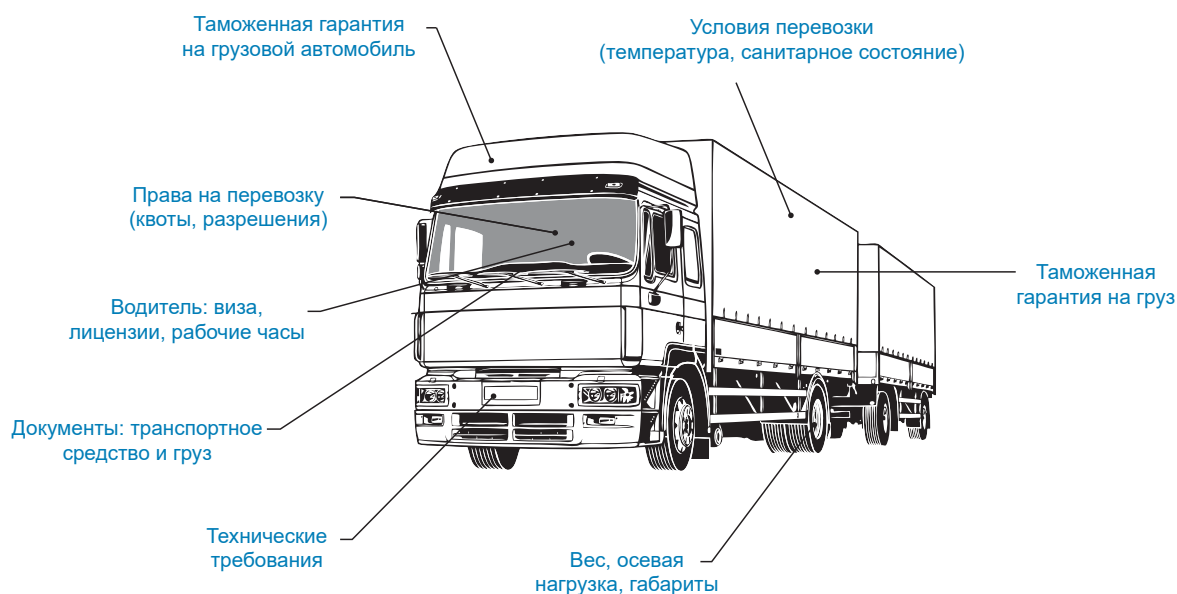 Таможенная гарантия
на грузовой автомобиль
Условия перевозки
(температура, санитарное состояние)
Права на перевозку
(квоты, разрешения)
Таможенная
гарантия на груз
Водитель: виза,
лицензии, рабочие часы
Документы: транспортное
средство и груз
Технические
требования
Вес, осевая
нагрузка, габариты